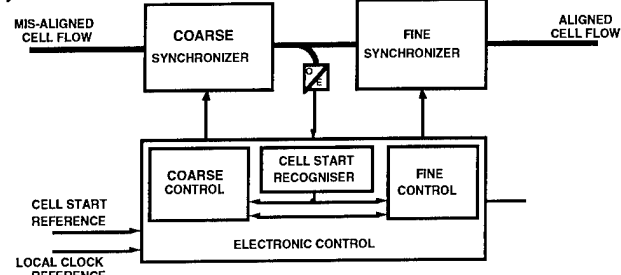 MIS-ALIGNED
CELL FLOW
COARSE
SYNCHRONIZER
FINE
SYNCHRONIZER
ALIGNED
CELL FLOW
O
E
COARSE
CONTROL
CELL START
RECOGNISER
FINE
CONTROL
CELL START
REFERENCE
ELECTRONIC CONTROL
LOCAL CLOCK
REFERENCE